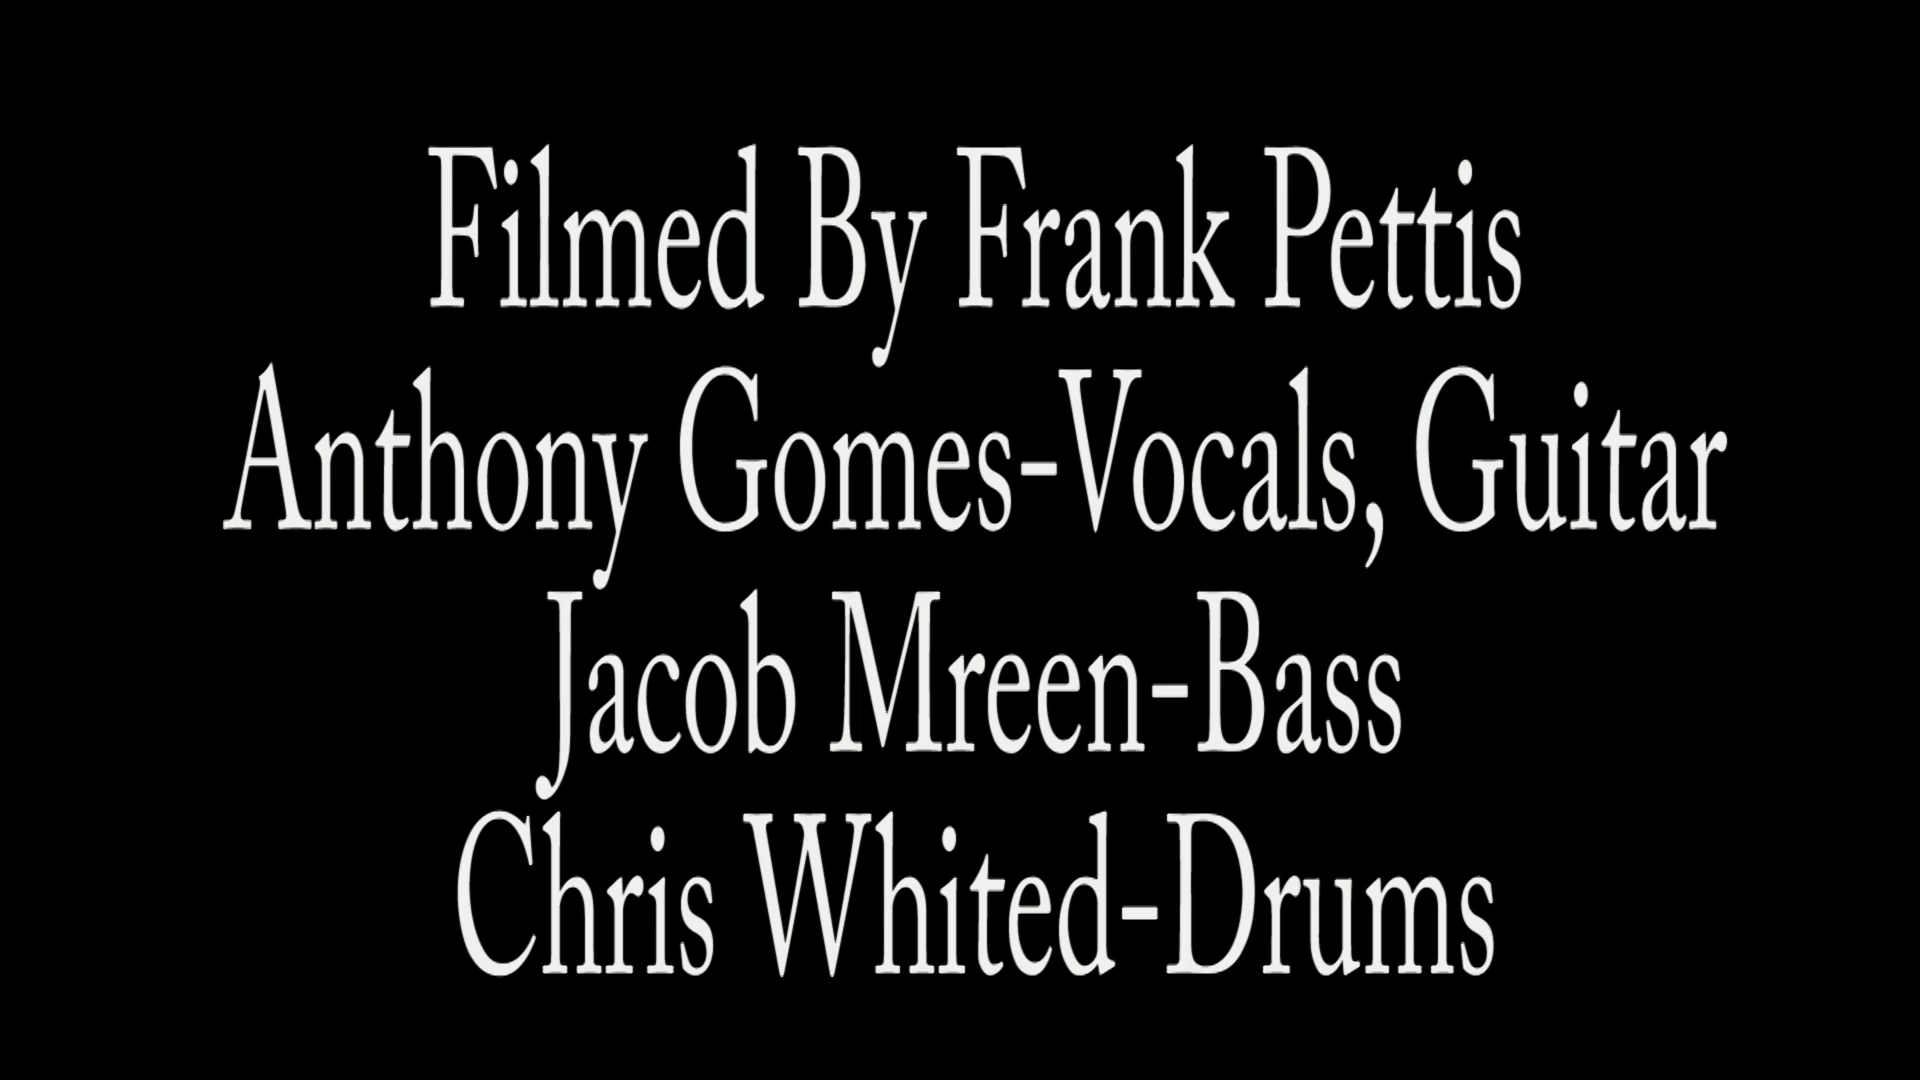 Filmed By Frank Pettis
Anthony Gomes-Vocals, Guitar
Jacob Mreen-Bass
Chris Whited-Drums